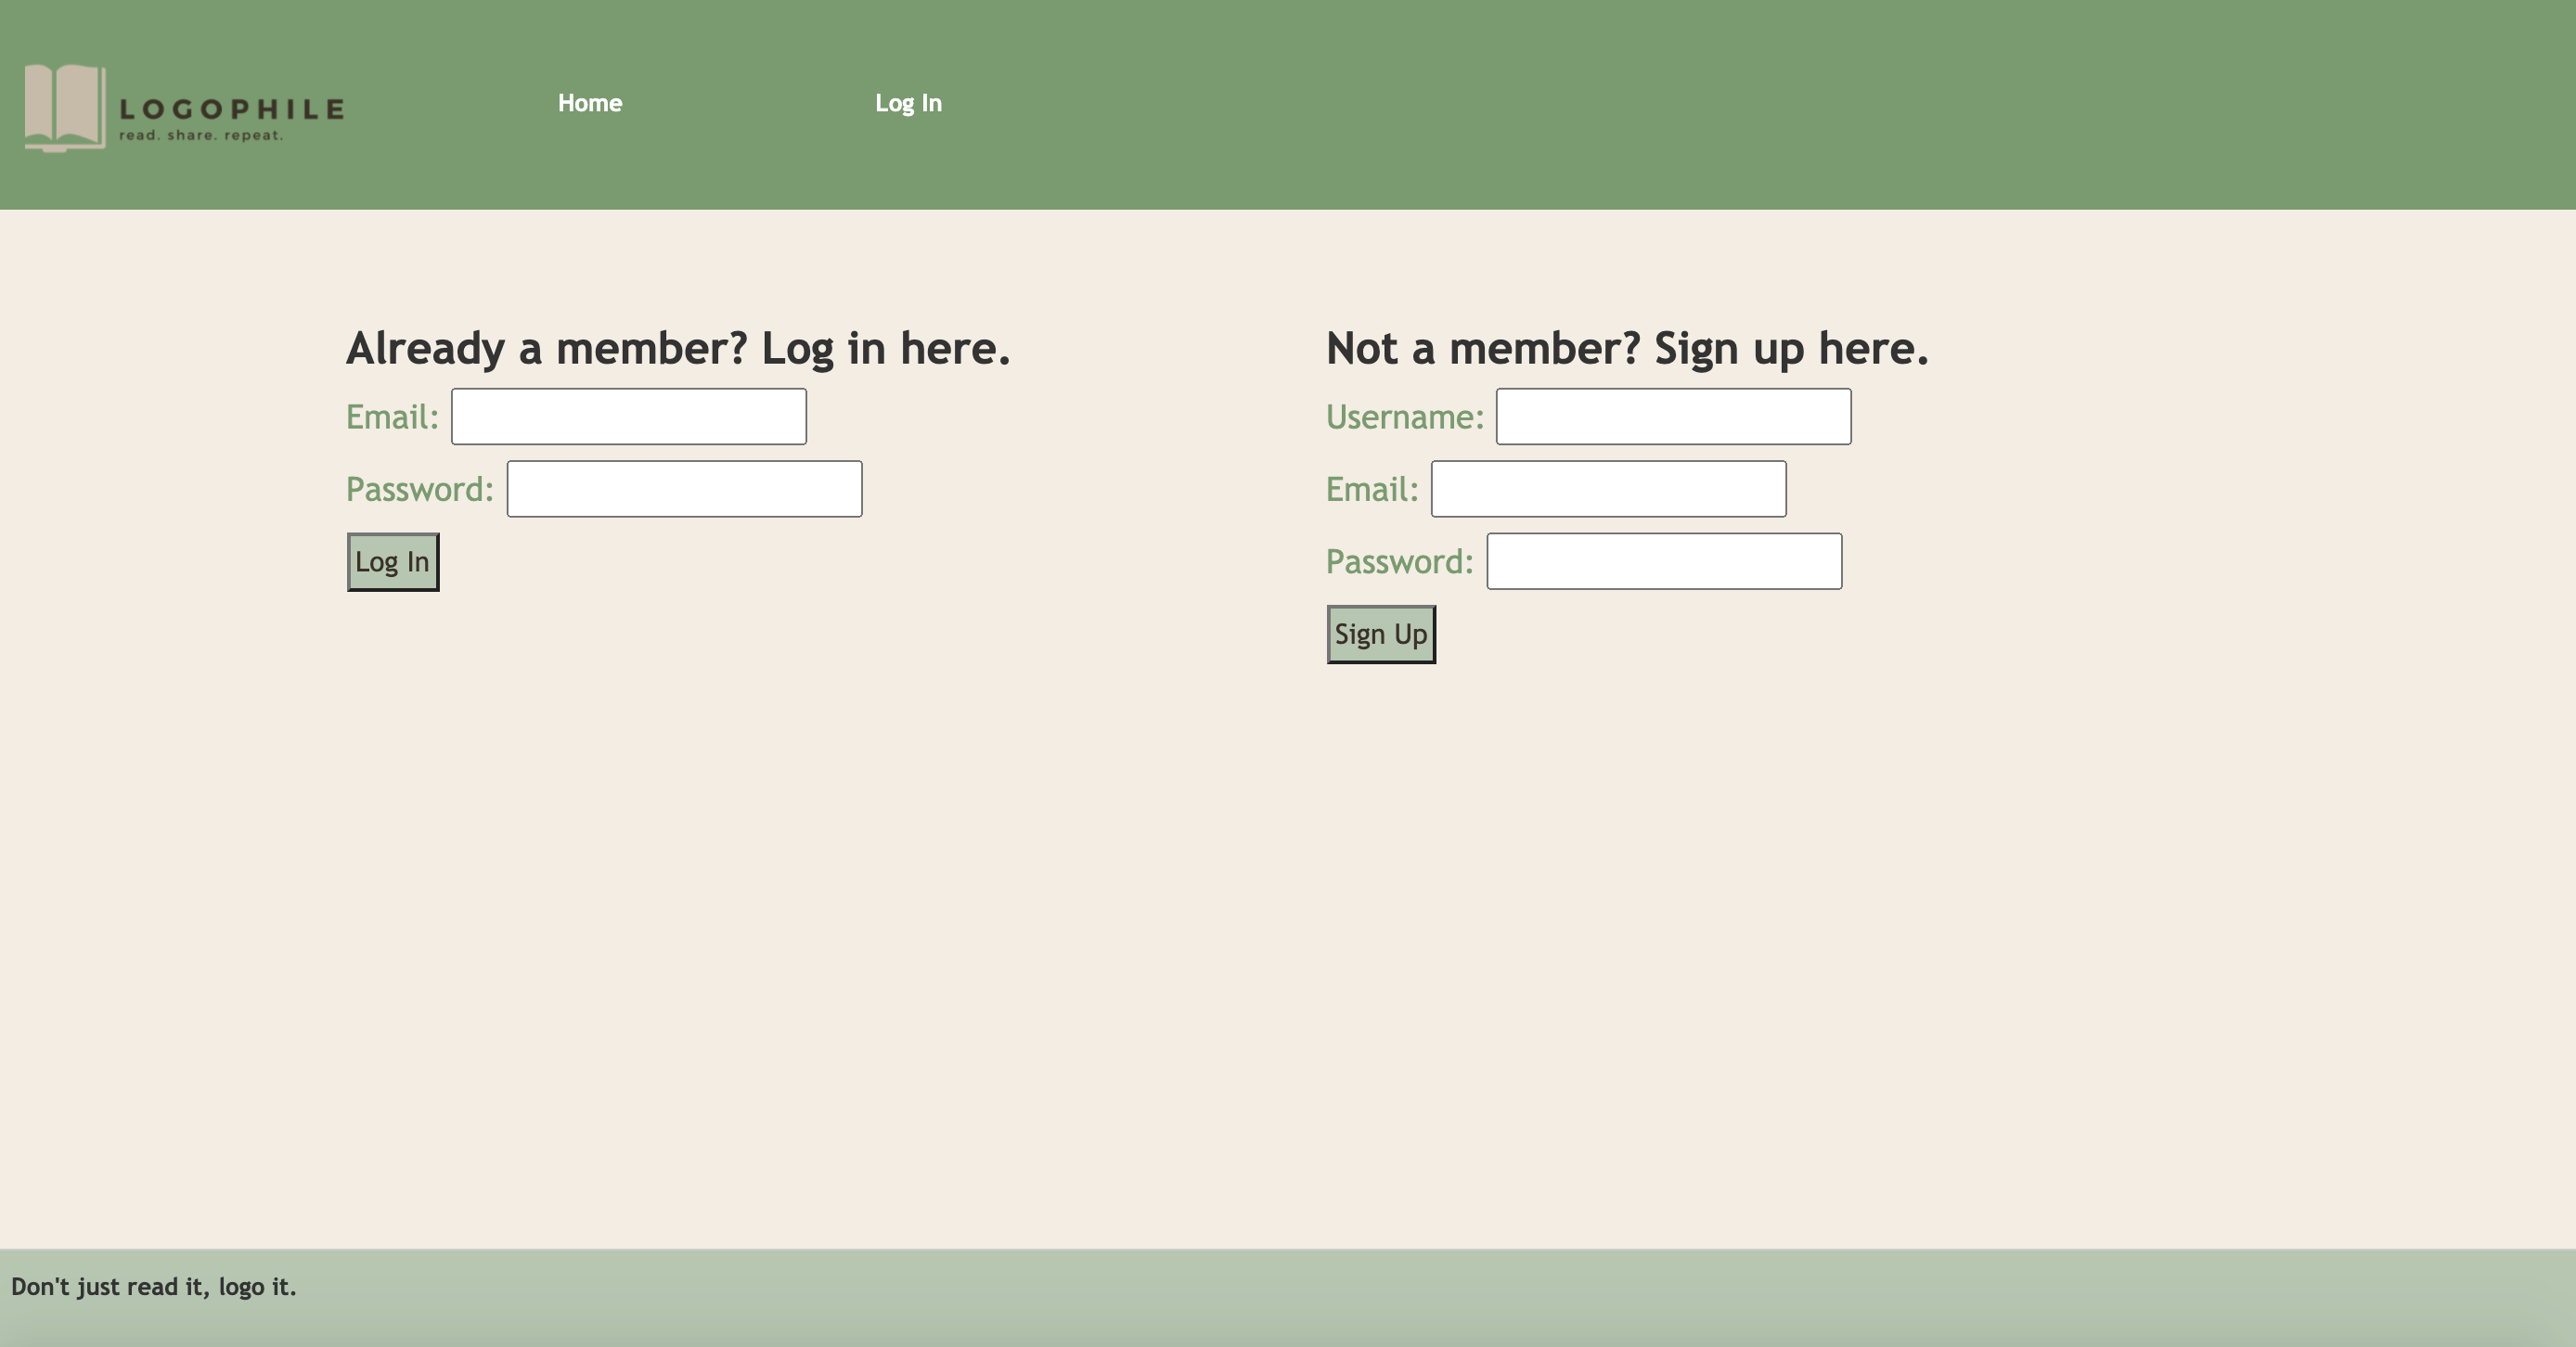 LOGOPHILE
read. share. repeat.
Home
Log In
Already a member? Log in here.
Email:
Password:
Log In
Not a member? Sign up here.
Username:
Email:
Password:
Sign Up
Don't just read it, logo it.